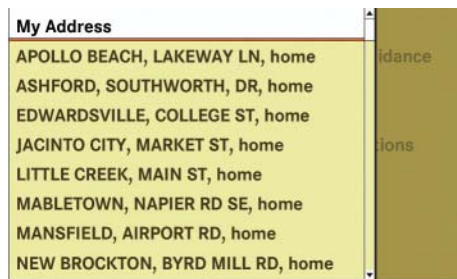 My Address
APOLLO BEACH, LAKEWAY LN, home
idance
ASHFORD, SOUTHWORTH, DR, home
EDWARDSVILLE, COLLEGE ST, home
JACINTO CITY, MARKET ST, home
tions
LITTLE CREEK, MAIN ST, home
MABLETOWN, NAPIER RD SE, home
MANSFIELD, AIRPORT RD, home
NEW BROCKTON, BYRD MILL RD, home